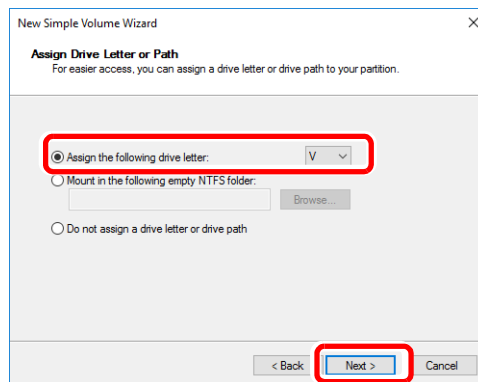 New Simple Volume Wizard
Assign Drive Letter or Path
For easier access, you can assign a drive letter or drive path to your partition.
Assign the following drive letter: V
Mount in the following empty NTFS folder:
Browse...
Do not assign a drive letter or drive path
< Back Next > Cancel